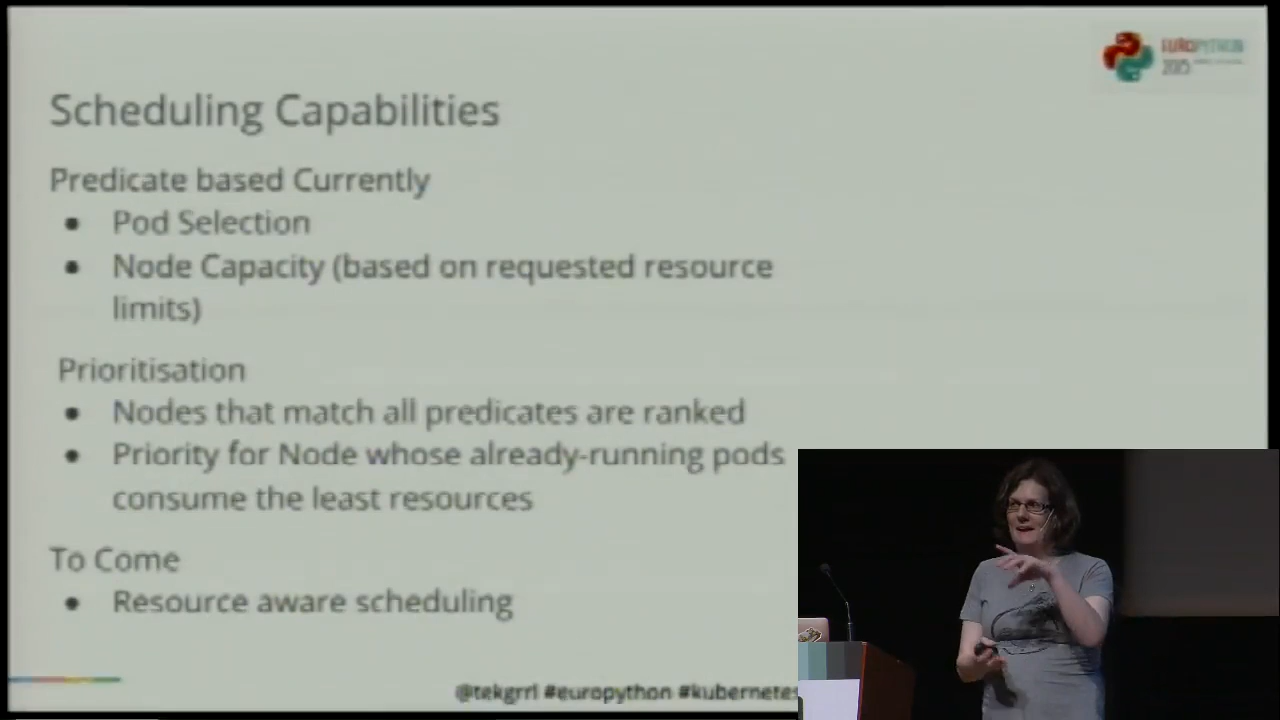 EUROPYTHON
2015
Scheduling Capabilities
Predicate based Currently
● Pod Selection
● Node Capacity (based on requested resource
limits)
Prioritisation
● Nodes that match all predicates are ranked
● Priority for Node whose already-running pods
consume the least resources
To Come
● Resource aware scheduling
@tekgrrl #europython #kubernetes